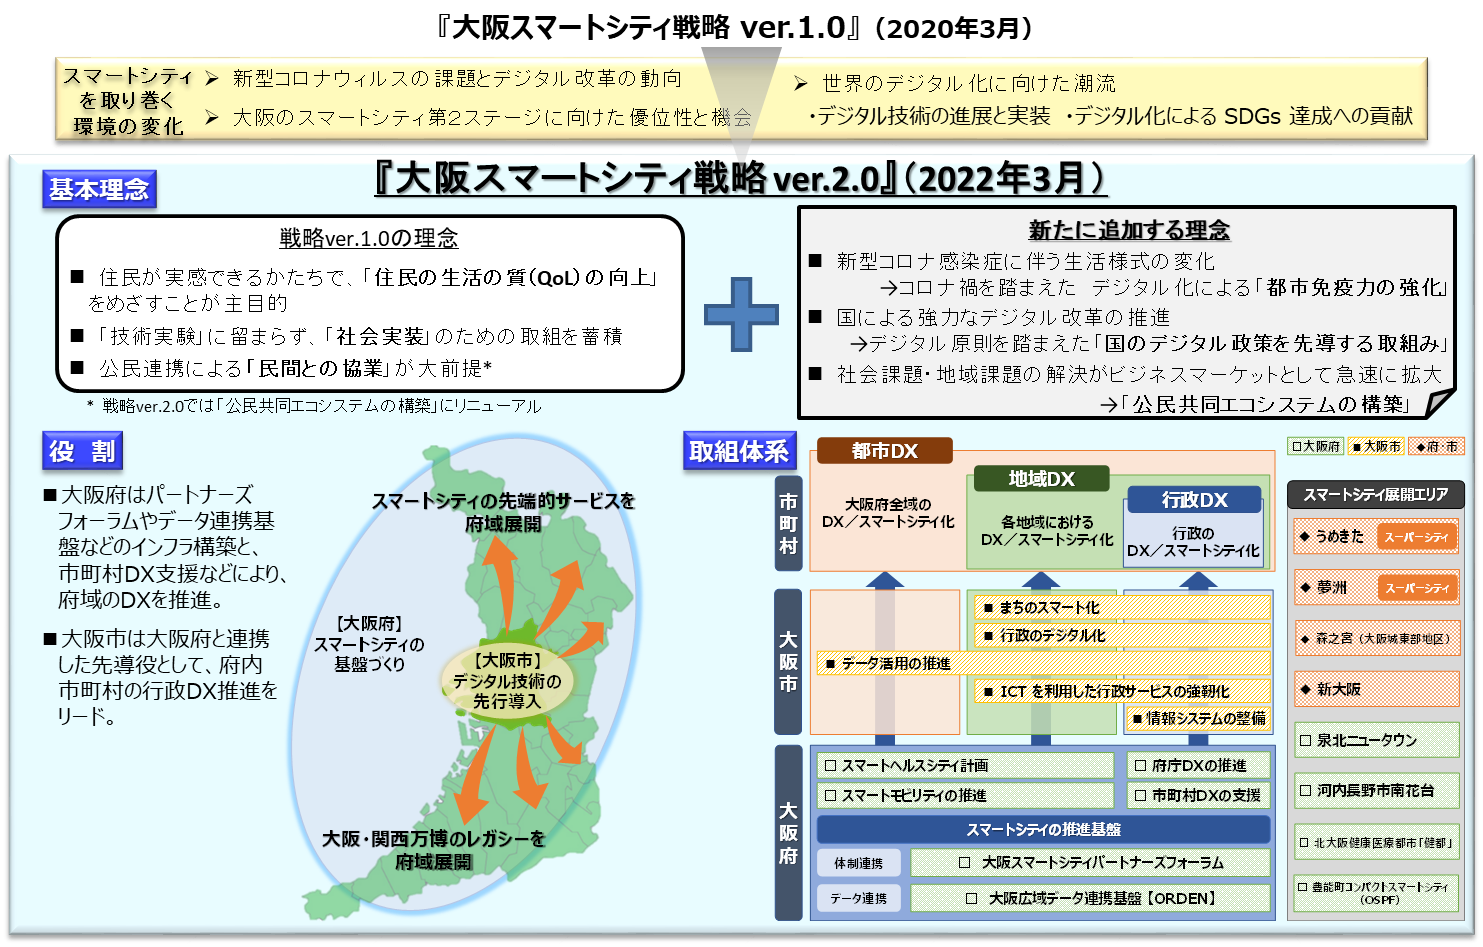 『大阪スマートシティ戦略 ver.1.0』（2020年3月）
スマートシティ
を取り巻く
環境の変化
➢ 新型コロナウィルスの課題とデジタル改革の動向
➢ 大阪のスマートシティ第2ステージに向けた優位性と機会
➢ 世界のデジタル化に向けた潮流
・デジタル技術の進展と実装 ・デジタル化による SDGs 達成への貢献
『大阪スマートシティ戦略 ver.2.0』（2022年3月）
基本理念
戦略ver.1.0の理念
■ 住民が実感できるかたちで、「住民の生活の質（QoL）の向上」
をめざすことが主目的
■ 「技術実験」に留まらず、「社会実装」のための取組を蓄積
■ 公民連携による「民間との協業」が大前提*
* 戦略ver.2.0では「公民共同エコシステムの構築」にリニューアル
新たに追加する理念
■ 新型コロナ感染症に伴う生活様式の変化
→コロナ禍を踏まえた デジタル化による「都市免疫力の強化」
■ 国による強力なデジタル改革の推進
→デジタル原則を踏まえた「国のデジタル政策を先導する取組み」
■ 社会課題・地域課題の解決がビジネスマーケットとして急速に拡大
→「公民共同エコシステムの構築」
役 割
■大阪府はパートナーズ
フォーラムやデータ連携基
盤などのインフラ構築と、
市町村DX支援などにより、
府域のDXを推進。
■大阪市は大阪府と連携
した先導役として、府内
市町村の行政DX推進を
リード。
スマートシティの先端的サービスを
府域展開
【大阪府】
スマートシティの
基盤づくり
【大阪市】
デジタル技術の
先行導入
大阪・関西万博のレガシーを
府域展開
取組体系
□大阪府 ■大阪市 ◆府・市
市町村
都市DX
大阪府全域の
DX／スマートシティ化
地域DX
各地域における
DX／スマートシティ化
行政DX
行政の
DX／スマートシティ化
大阪市
■ まちのスマート化
■ 行政のデジタル化
■ データ活用の推進
■ ICT を利用した行政サービスの強靭化
■ 情報システムの整備
大阪府
□ スマートヘルスシティ計画
□ 府庁DXの推進
□ スマートモビリティの推進
□ 市町村DXの支援
スマートシティの推進基盤
体制連携
□ 大阪スマートシティパートナーズフォーラム
データ連携
□ 大阪広域データ連携基盤【ORDEN】
スマートシティ展開エリア
◆ うめきた スーパーシティ
◆ 夢洲 スーパーシティ
◆ 森之宮（大阪城東部地区）
◆ 新大阪
□ 泉北ニュータウン
□ 河内長野市南花台
□ 北大阪健康医療都市「健都」
□ 豊能町コンパクトスマートシティ
（OSPF）